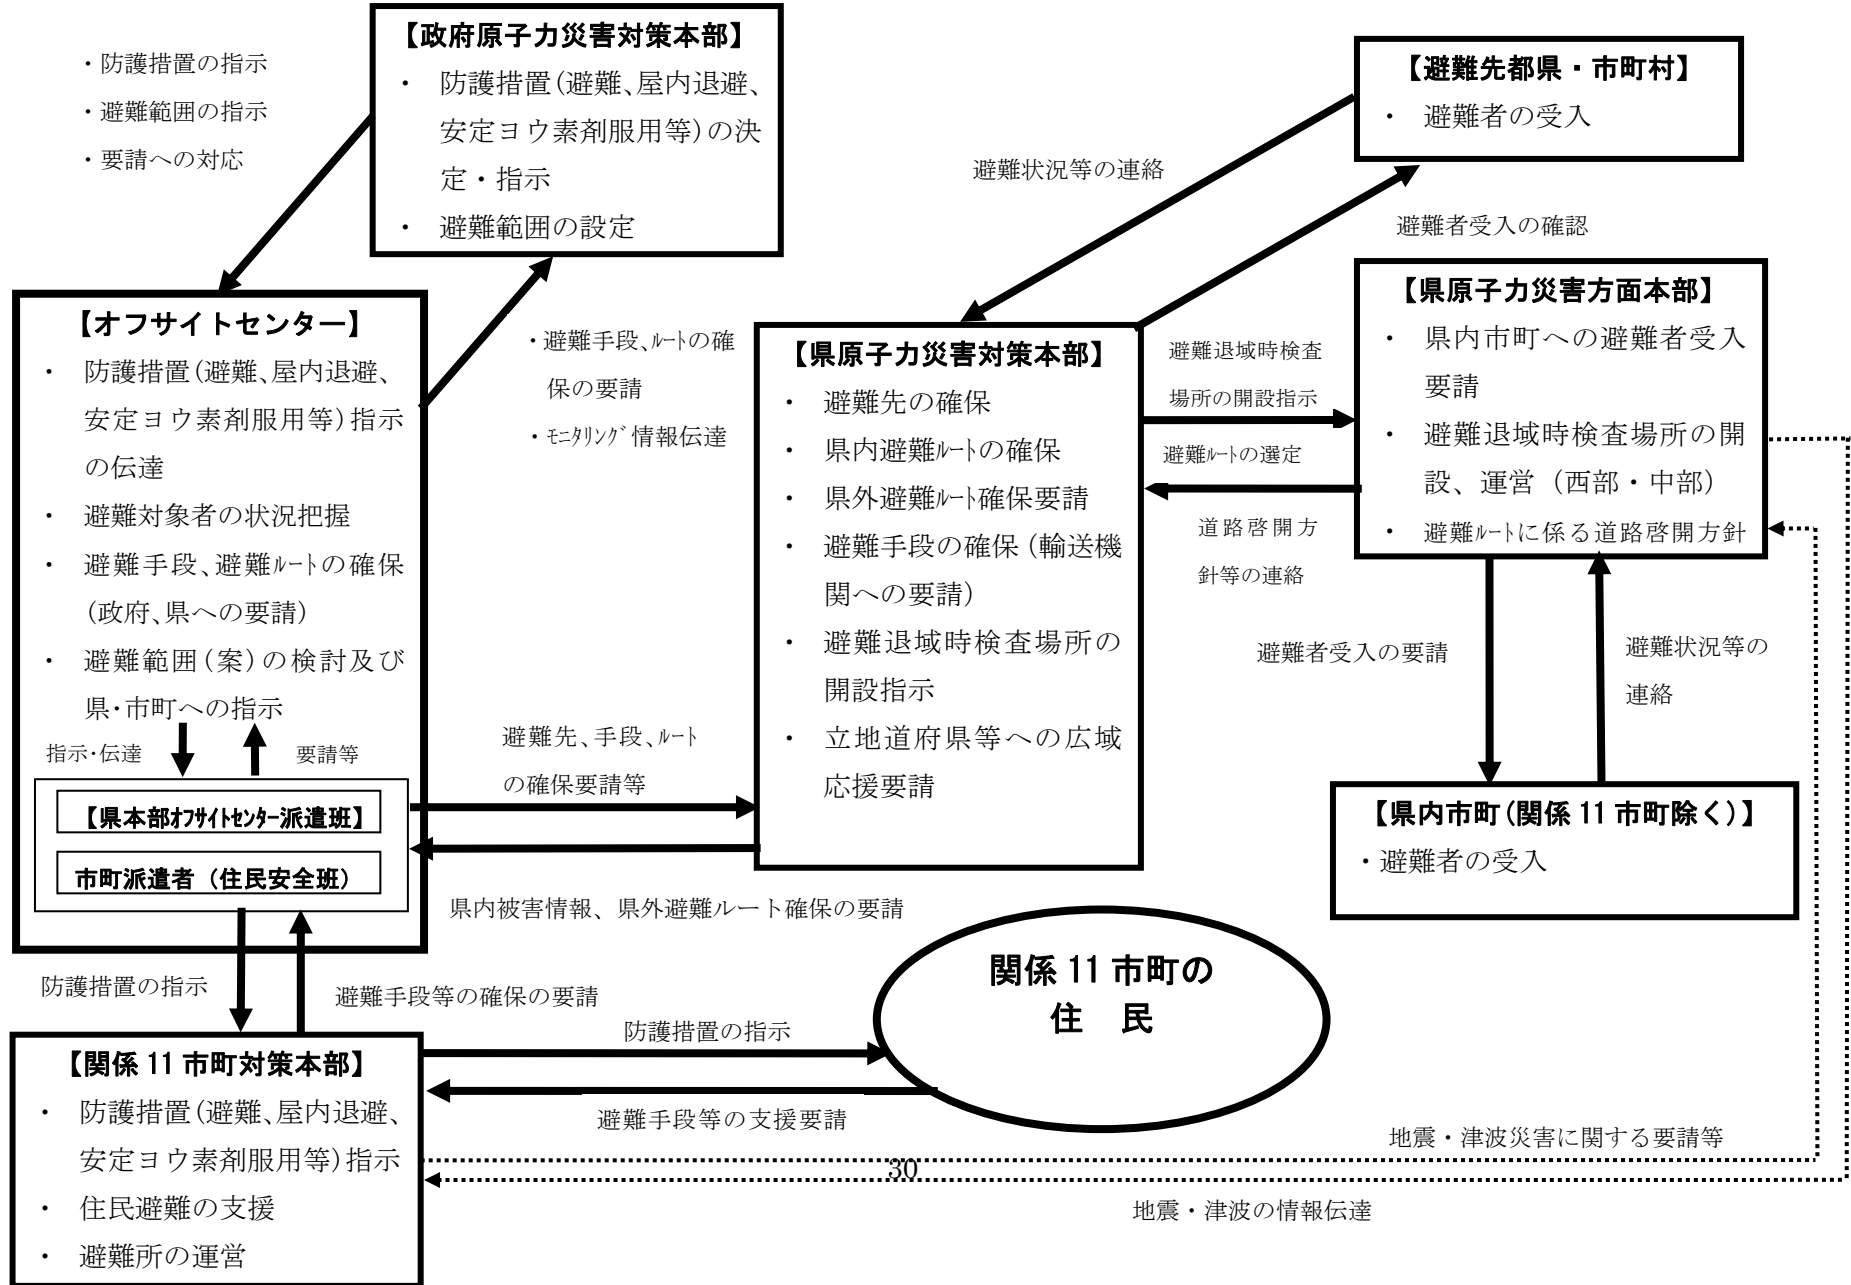 ・防護措置の指示
・避難範囲の指示
・要請への対応
【政府原子力災害対策本部】
・ 防護措置(避難、屋内退避、
安定ヨウ素剤服用等)の決
定・指示
・ 避難範囲の設定
【避難先都県・市町村】
・ 避難者の受入
避難状況等の連絡
避難者受入の確認
【オフサイトセンター】
・ 防護措置(避難、屋内退避、
安定ヨウ素剤服用等)指示
の伝達
・ 避難対象者の状況把握
・ 避難手段、避難ルートの確保
(政府、県への要請)
・ 避難範囲(案)の検討及び
県・市町への指示
指示・伝達
要請等
【県本部オフサイトセンター派遣班】
市町派遣者(住民安全班)
・避難手段、ルートの確
保の要請
・モニタリング情報伝達
【県原子力災害対策本部】
・ 避難先の確保
・ 県内避難ルートの確保
・ 県外避難ルート確保要請
・ 避難手段の確保(輸送機
関への要請)
・ 避難退域時検査場所の
開設指示
・ 立地道府県等への広域
応援要請
避難退域時検査
場所の開設指示
避難ルートの選定
道路啓開方
針等の連絡
【県原子力災害方面本部】
・ 県内市町への避難者受入
要請
・ 避難退域時検査場所の開
設、運営(西部・中部)
・ 避難ルートに係る道路啓開方針
避難者受入の要請
避難状況等の
連絡
【県内市町(関係11市町除く)】
・避難者の受入
避難先、手段、ルート
の確保要請等
県内被害情報、県外避難ルート確保の要請
防護措置の指示
避難手段等の確保の要請
【関係11市町対策本部】
・ 防護措置(避難、屋内退避、
安定ヨウ素剤服用等)指示
・ 住民避難の支援
・ 避難所の運営
防護措置の指示
避難手段等の支援要請
関係11市町の
住 民
地震・津波災害に関する要請等
30
地震・津波の情報伝達